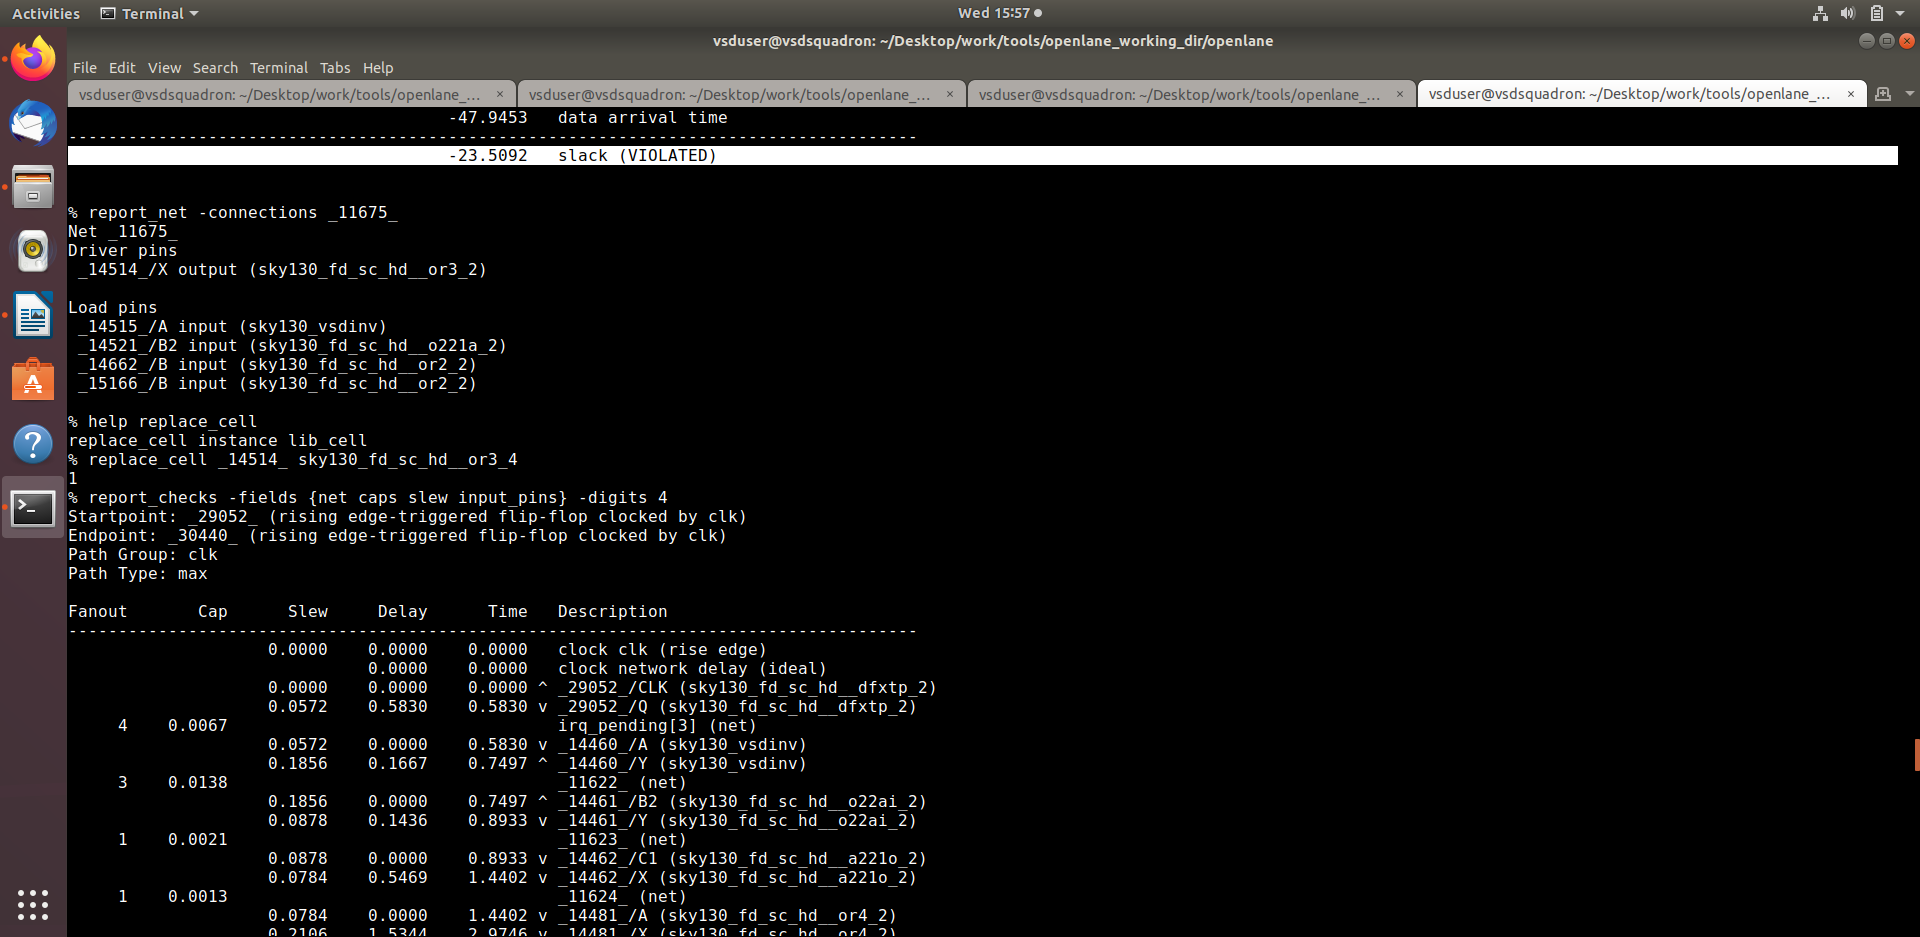 Activities Terminal Wed 15:57
vsduser@vsdsquadron: ~/Desktop/work/tools/openlane_working_dir/openlane
File Edit View Search Terminal Tabs Help
vsduser@vsdsquadron: ~/Desktop/work/tools/openlane_... × vsduser@vsdsquadron: ~/Desktop/work/tools/openlane_... × vsduser@vsdsquadron: ~/Desktop/work/tools/openlane_... × vsduser@vsdsquadron: ~/Desktop/work/tools/openlane_... ×
-47.9453 data arrival time
-------------------------------------------------------------------------------------
-23.5092 slack (VIOLATED)
% report_net -connections _11675_
Net _11675_
Driver pins
_14514_/X output (sky130_fd_sc_hd__or3_2)
Load pins
_14515_/A input (sky130_vsdinv)
_14521_/B2 input (sky130_fd_sc_hd__o221a_2)
_14662_/B input (sky130_fd_sc_hd__or2_2)
_15166_/B input (sky130_fd_sc_hd__or2_2)
% help replace_cell
replace_cell instance lib_cell
% replace_cell _14514_ sky130_fd_sc_hd__or3_4
1
% report_checks -fields {net caps slew input_pins} -digits 4
Startpoint: _29052_ (rising edge-triggered flip-flop clocked by clk)
Endpoint: _30440_ (rising edge-triggered flip-flop clocked by clk)
Path Group: clk
Path Type: max
Fanout Cap Slew Delay Time Description
-------------------------------------------------------------------------------------
0.0000 0.0000 0.0000 clock clk (rise edge)
0.0000 0.0000 clock network delay (ideal)
0.0000 0.0000 0.0000 ^ _29052_/CLK (sky130_fd_sc_hd__dfxtp_2)
0.0572 0.5830 0.5830 v _29052_/Q (sky130_fd_sc_hd__dfxtp_2)
4 0.0067 irq_pending[3] (net)
0.0572 0.0000 0.5830 v _14460_/A (sky130_vsdinv)
0.1856 0.1667 0.7497 ^ _14460_/Y (sky130_vsdinv)
3 0.0138 _11622_ (net)
0.1856 0.0000 0.7497 ^ _14461_/B2 (sky130_fd_sc_hd__o22ai_2)
0.0878 0.1436 0.8933 v _14461_/Y (sky130_fd_sc_hd__o22ai_2)
1 0.0021 _11623_ (net)
0.0878 0.0000 0.8933 v _14462_/C1 (sky130_fd_sc_hd__a221o_2)
0.0784 0.5469 1.4402 v _14462_/X (sky130_fd_sc_hd__a221o_2)
1 0.0013 _11624_ (net)
0.0784 0.0000 1.4402 v _14481_/A (sky130_fd_sc_hd__or4_2)
0.2106 1.5344 2.9746 v _14481_/X (sky130_fd_sc_hd__or4_2)